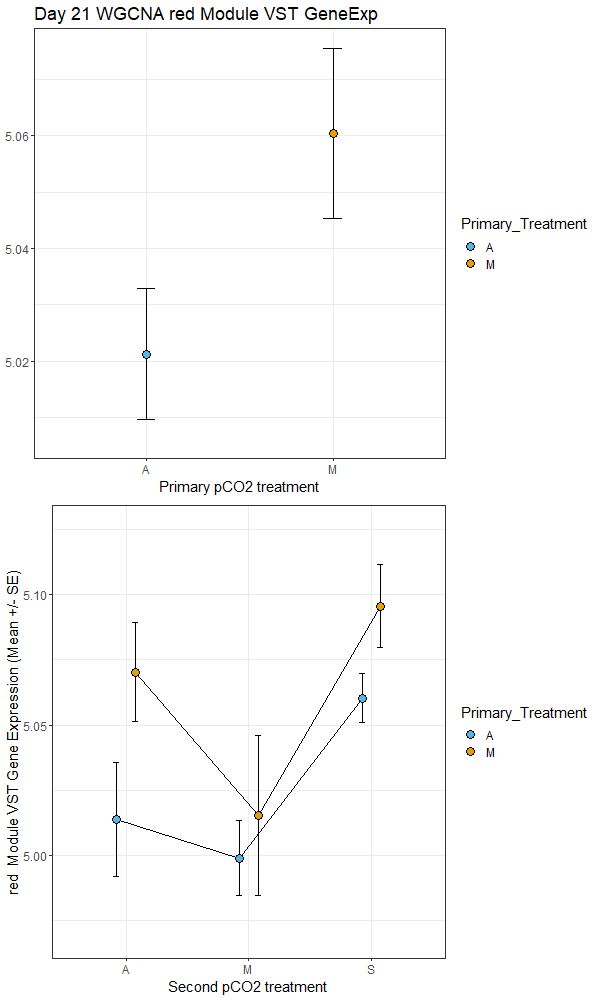 Day 21 WGCNA red Module VST GeneExp
5.06
5.04
5.02
A
M
Primary pCO2 treatment
Primary_Treatment
A
M
red  Module VST Gene Expression (Mean +/- SE)
5.10
5.05
5.00
A
M
S
Second pCO2 treatment
Primary_Treatment
A
M